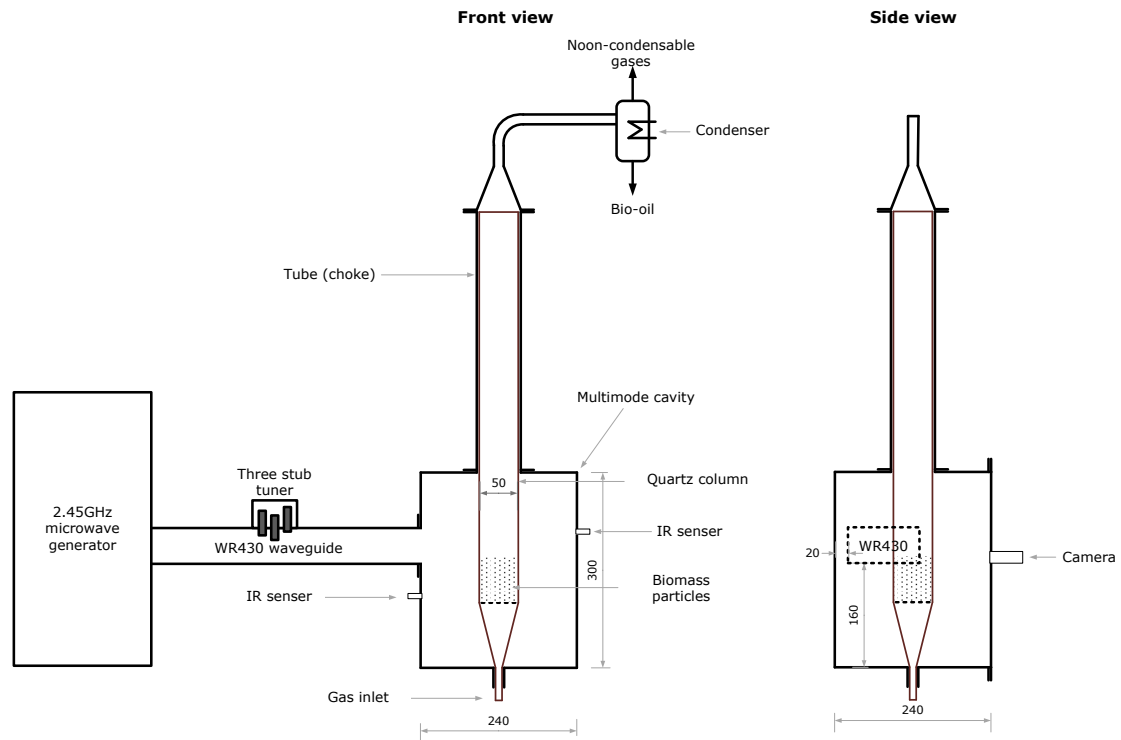 Front view
Side view
Noon-condensable
gases
Condenser
Bio-oil
Tube (choke)
Multimode cavity
Three stub
tuner
50
Quartz column
2.45GHz
microwave
generator
WR430 waveguide
IR senser
WR430
20
Camera
300
Biomass
particles
IR senser
160
Gas inlet
240
240